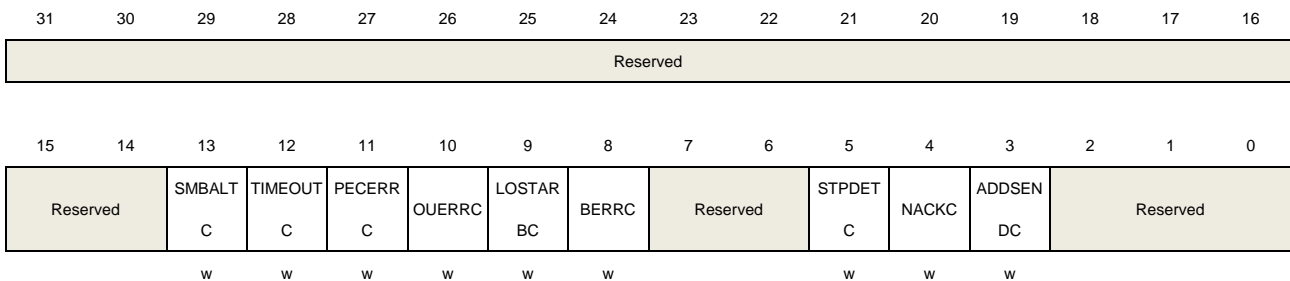 31 30 29 28 27 26 25 24 23 22 21 20 19 18 17 16
Reserved
15 14 13 12 11 10 9 8 7 6 5 4 3 2 1 0
Reserved SMBALT C TIMEOUT C PECERR C OUERRC LOSTAR BC BERRC Reserved STPDET C NACKC ADDSEN DC Reserved
w w w w w w w w w